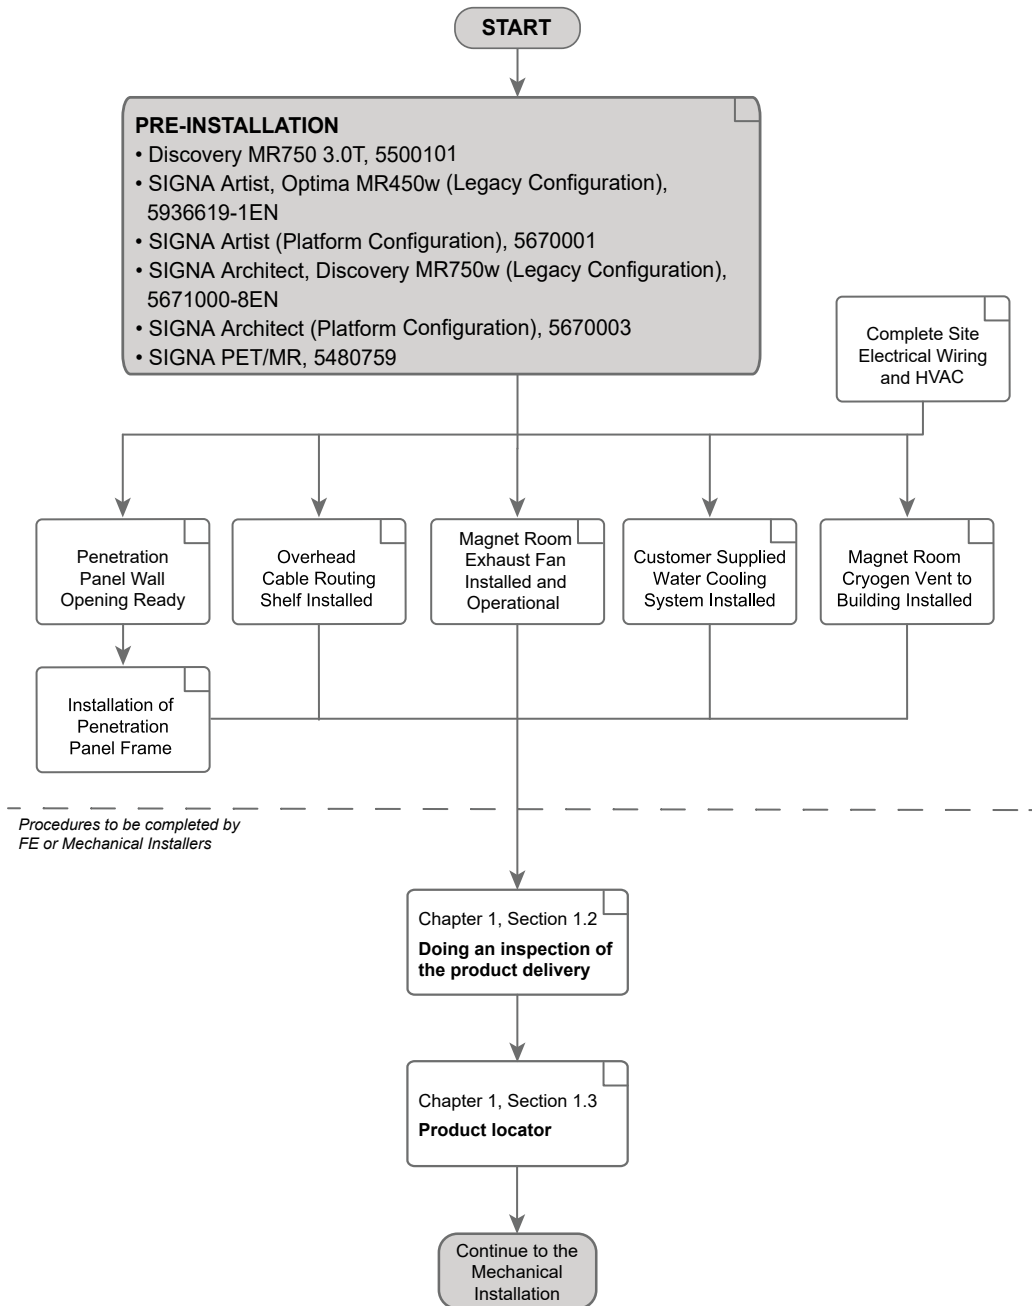 START
PRE-INSTALLATION
• Discovery MR750 3.0T, 5500101
• SIGNA Artist, Optima MR450w (Legacy Configuration),
5936619-1EN
• SIGNA Artist (Platform Configuration), 5670001
• SIGNA Architect, Discovery MR750w (Legacy Configuration),
5671000-8EN
• SIGNA Architect (Platform Configuration), 5670003
• SIGNA PET/MR, 5480759
Complete Site
Electrical Wiring
and HVAC
Penetration
Panel Wall
Opening Ready
Overhead
Cable Routing
Shelf Installed
Magnet Room
Exhaust Fan
Installed and
Operational
Customer Supplied
Water Cooling
System Installed
Magnet Room
Cryogen Vent to
Building Installed
Installation of
Penetration
Panel Frame
Procedures to be completed by
FE or Mechanical Installers
Chapter 1, Section 1.2
Doing an inspection of
the product delivery
Chapter 1, Section 1.3
Product locator
Continue to the
Mechanical
Installation